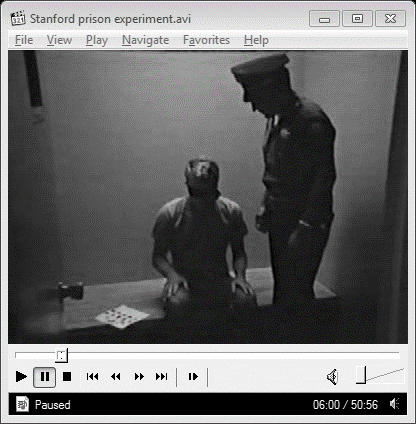 Stanford prison experiment.avi
File View Play Navigate Favorites Help
Paused 06:00 / 50:56